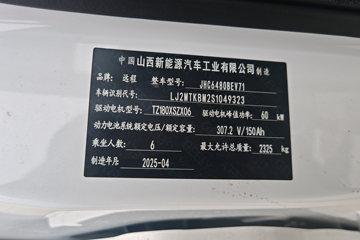 中国山西新能源汽车工业有限公司 制造
品牌：远程 整车型号：JHC6480BEV71
车辆识别代号：LJ2WTKBW2S1049323
驱动电机型号：TZ180XSZX06 驱动电机峰值功率：60 kW
动力电池系统额定电压/额定容量：307.2 V/150Ah
乘坐人数：6 最大允许总质量：2325 kg
制造年月：2025-04